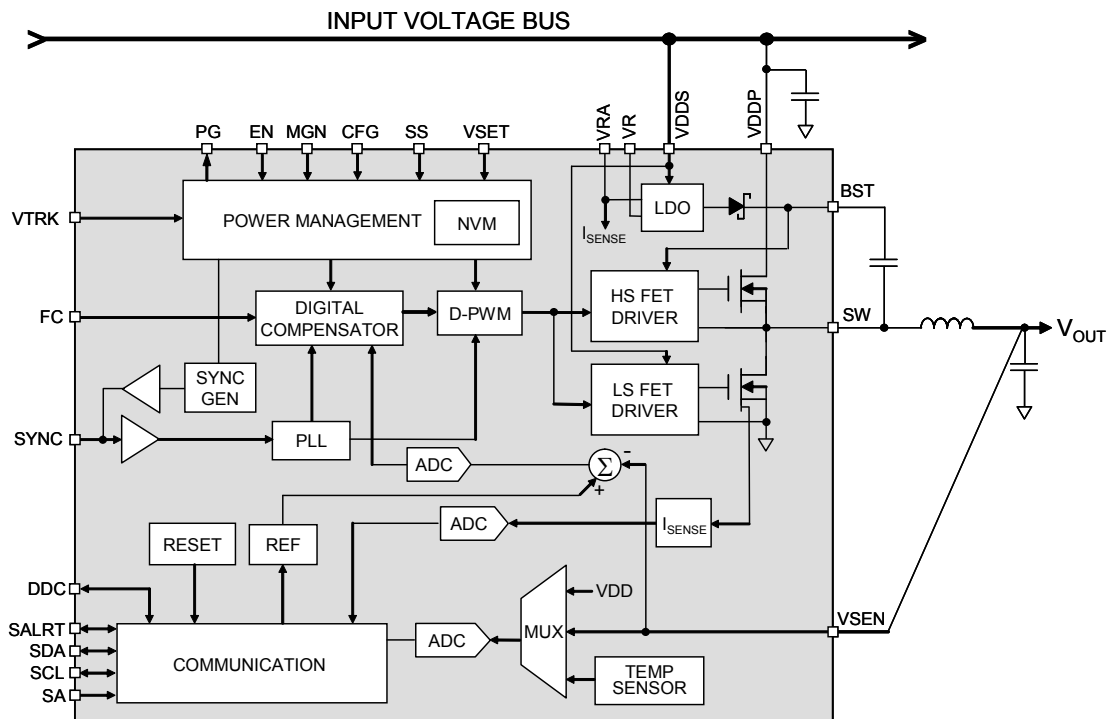 INPUT VOLTAGE BUS
PG
EN
MGN
CFG
SS
VSET
VRA
VR
VDDS
VDDP
VTRK
POWER MANAGEMENT
NVM
LDO
BST
ISENSE
FC
DIGITAL
COMPENSATOR
D-PWM
HS FET
DRIVER
SW
VOUT
SYNC
GEN
LS FET
DRIVER
SYNC
PLL
ADC
Σ
-
+
RESET
REF
ADC
ISENSE
DDC
VDD
SALRT
SDA
SCL
SA
COMMUNICATION
ADC
MUX
VSEN
TEMP
SENSOR